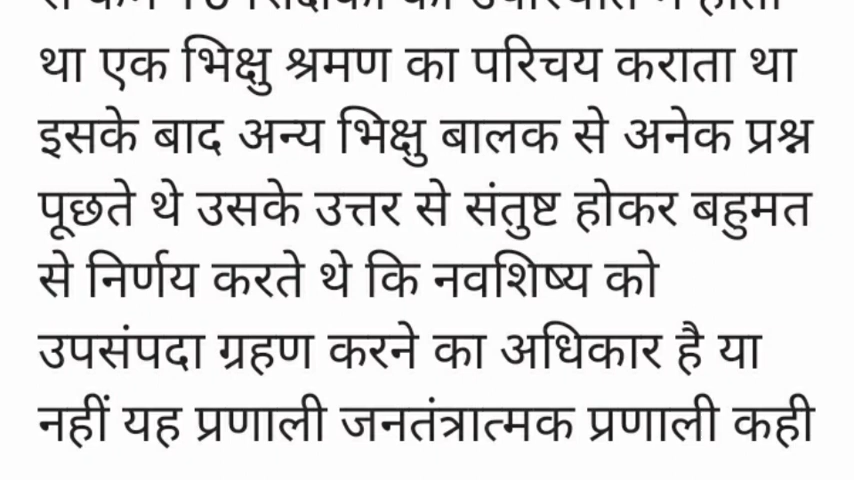 था एक भिक्षु श्रमण का परिचय कराता था
इसके बाद अन्य भिक्षु बालक से अनेक प्रश्न
पूछते थे उसके उत्तर से संतुष्ट होकर बहुमत
से निर्णय करते थे कि नवशिष्य को
उपसंपदा ग्रहण करने का अधिकार है या
नहीं यह प्रणाली जनतंत्रात्मक प्रणाली कही